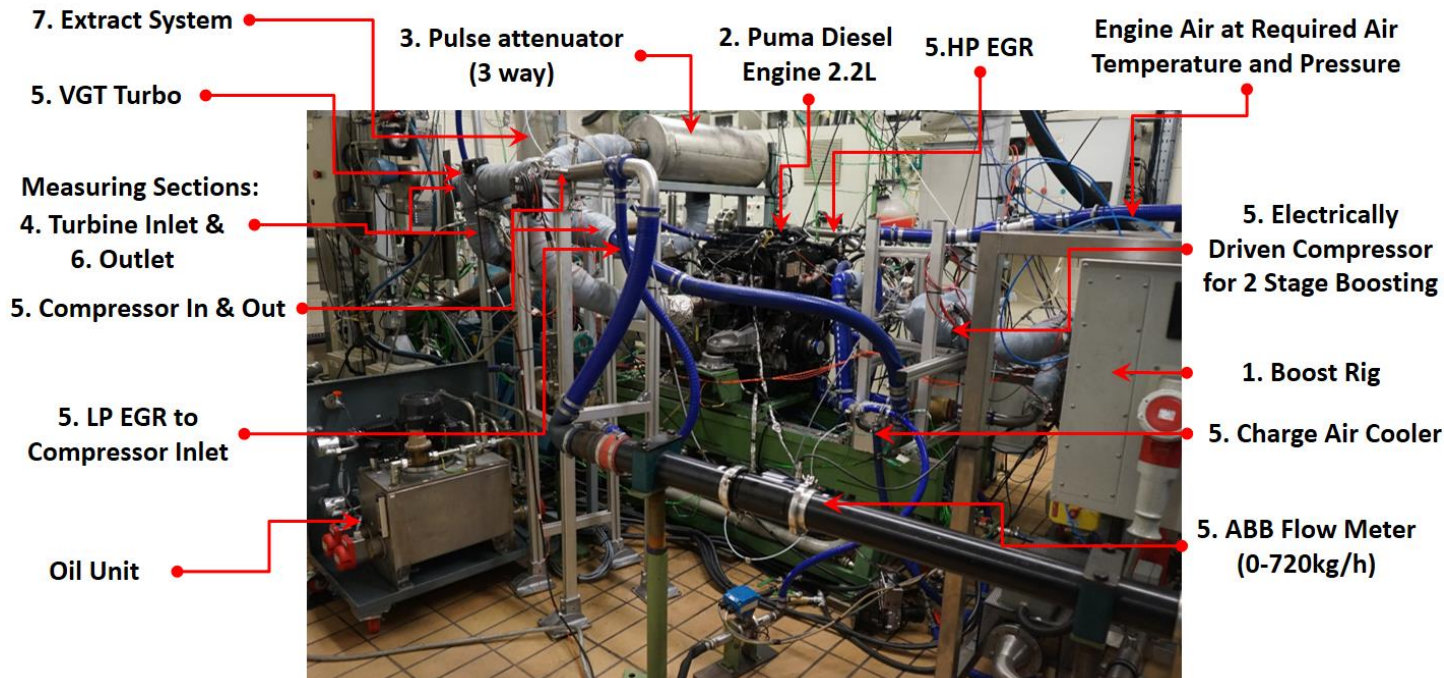 7. Extract System
3. Pulse attenuator
(3 way)
2. Puma Diesel
Engine 2.2L
5.HP EGR
Engine Air at Required Air
Temperature and Pressure
5. VGT Turbo
Measuring Sections:
4. Turbine Inlet &
6. Outlet
5. Compressor In & Out
5. LP EGR to
Compressor Inlet
Oil Unit
5. Electrically
Driven Compressor
for 2 Stage Boosting
1. Boost Rig
5. Charge Air Cooler
5. ABB Flow Meter
(0-720kg/h)